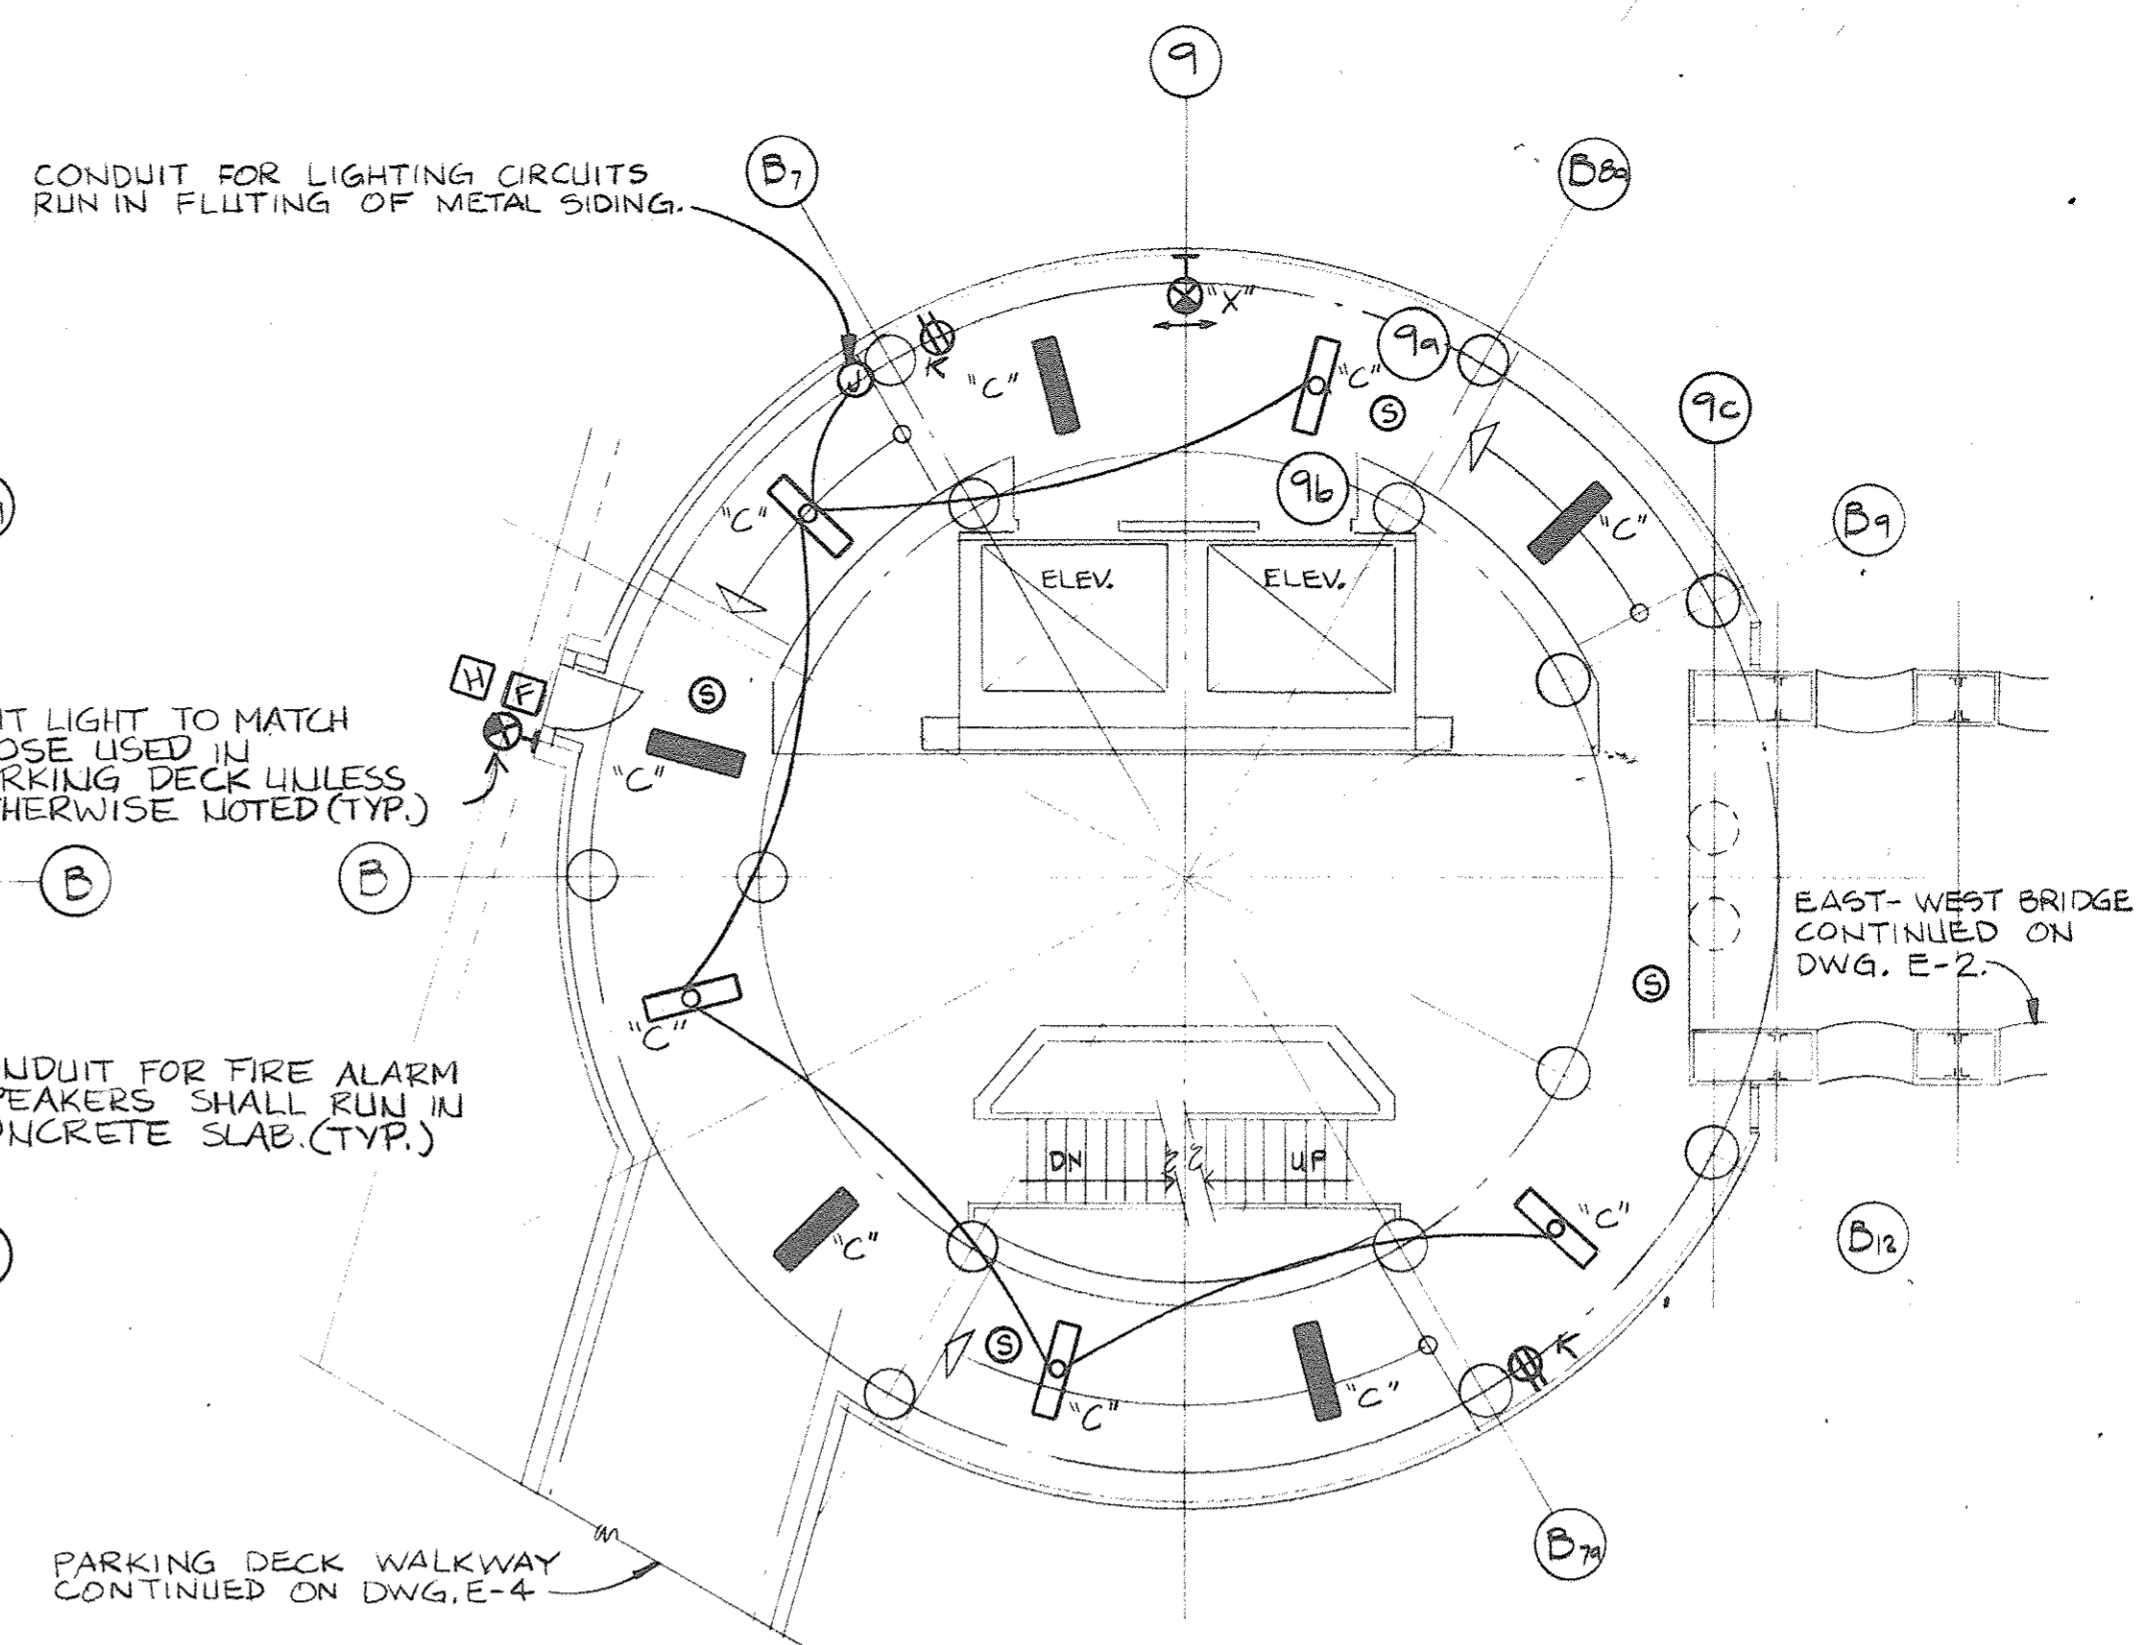 9
B7
B8a
CONDUIT FOR LIGHTING CIRCUITS
RUN IN FLUTING OF METAL SIDING.
"X"
9a
K
"C"
"C"
S
J
9c
9b
"C"
"C"
B9
ELEV.
ELEV.
H
F
S
IT LIGHT TO MATCH
OSE USED IN
RKING DECK UNLESS
HERWISE NOTED (TYP.)
"C"
B
B
EAST-WEST BRIDGE
CONTINUED ON
DWG. E-2.
S
"C"
NDUIT FOR FIRE ALARM
PEAKERS SHALL RUN IN
ONCRETE SLAB. (TYP.)
DN
UP
"C"
"C"
B12
S
K
"C"
"C"
B7a
PARKING DECK WALKWAY
CONTINUED ON DWG. E-4